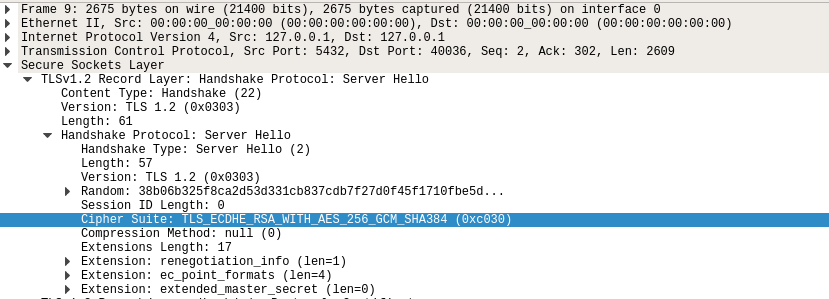 Frame 9: 2675 bytes on wire (21400 bits), 2675 bytes captured (21400 bits) on interface 0
Ethernet II, Src: 00:00:00_00:00:00 (00:00:00:00:00:00), Dst: 00:00:00_00:00:00 (00:00:00:00:00:00)
Internet Protocol Version 4, Src: 127.0.0.1, Dst: 127.0.0.1
Transmission Control Protocol, Src Port: 5432, Dst Port: 40036, Seq: 2, Ack: 302, Len: 2609
Secure Sockets Layer
TLSv1.2 Record Layer: Handshake Protocol: Server Hello
Content Type: Handshake (22)
Version: TLS 1.2 (0x0303)
Length: 61
Handshake Protocol: Server Hello
Handshake Type: Server Hello (2)
Length: 57
Version: TLS 1.2 (0x0303)
Random: 38b06b325f8ca2d53d331cb837cdb7f27d0f45f1710fbe5d...
Session ID Length: 0
Cipher Suite: TLS_ECDHE_RSA_WITH_AES_256_GCM_SHA384 (0xc030)
Compression Method: null (0)
Extensions Length: 17
Extension: renegotiation_info (len=1)
Extension: ec_point_formats (len=4)
Extension: extended_master_secret (len=0)